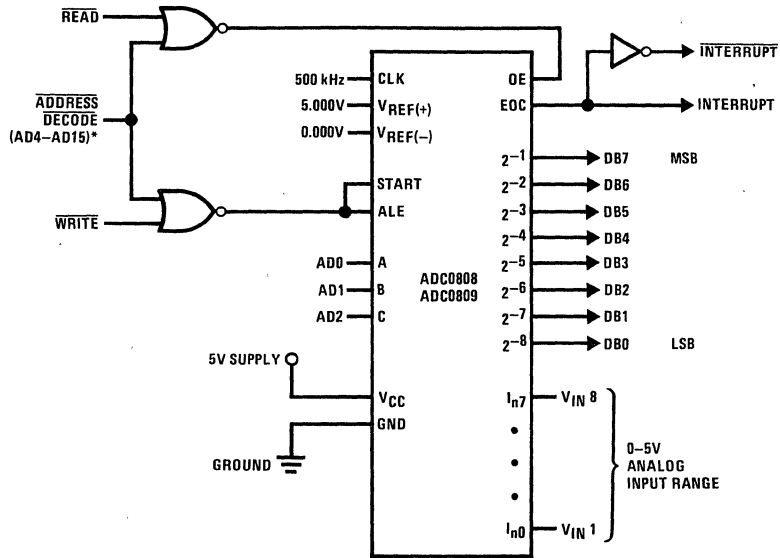 READ
ADDRESS
DECODE
(AD4–AD15)*
WRITE
500 kHz
5.000V
0.000V
AD0
AD1
AD2
5V SUPPLY
GROUND
CLK
VREF(+)
VREF(−)
START
ALE
A
B
C
VCC
GND
ADC0808
ADC0809
OE
EOC
2−1
2−2
2−3
2−4
2−5
2−6
2−7
2−8
In7
In0
INTERRUPT
INTERRUPT
DB7 MSB
DB6
DB5
DB4
DB3
DB2
DB1
DB0 LSB
VIN 8
VIN 1
0–5V
ANALOG
INPUT RANGE